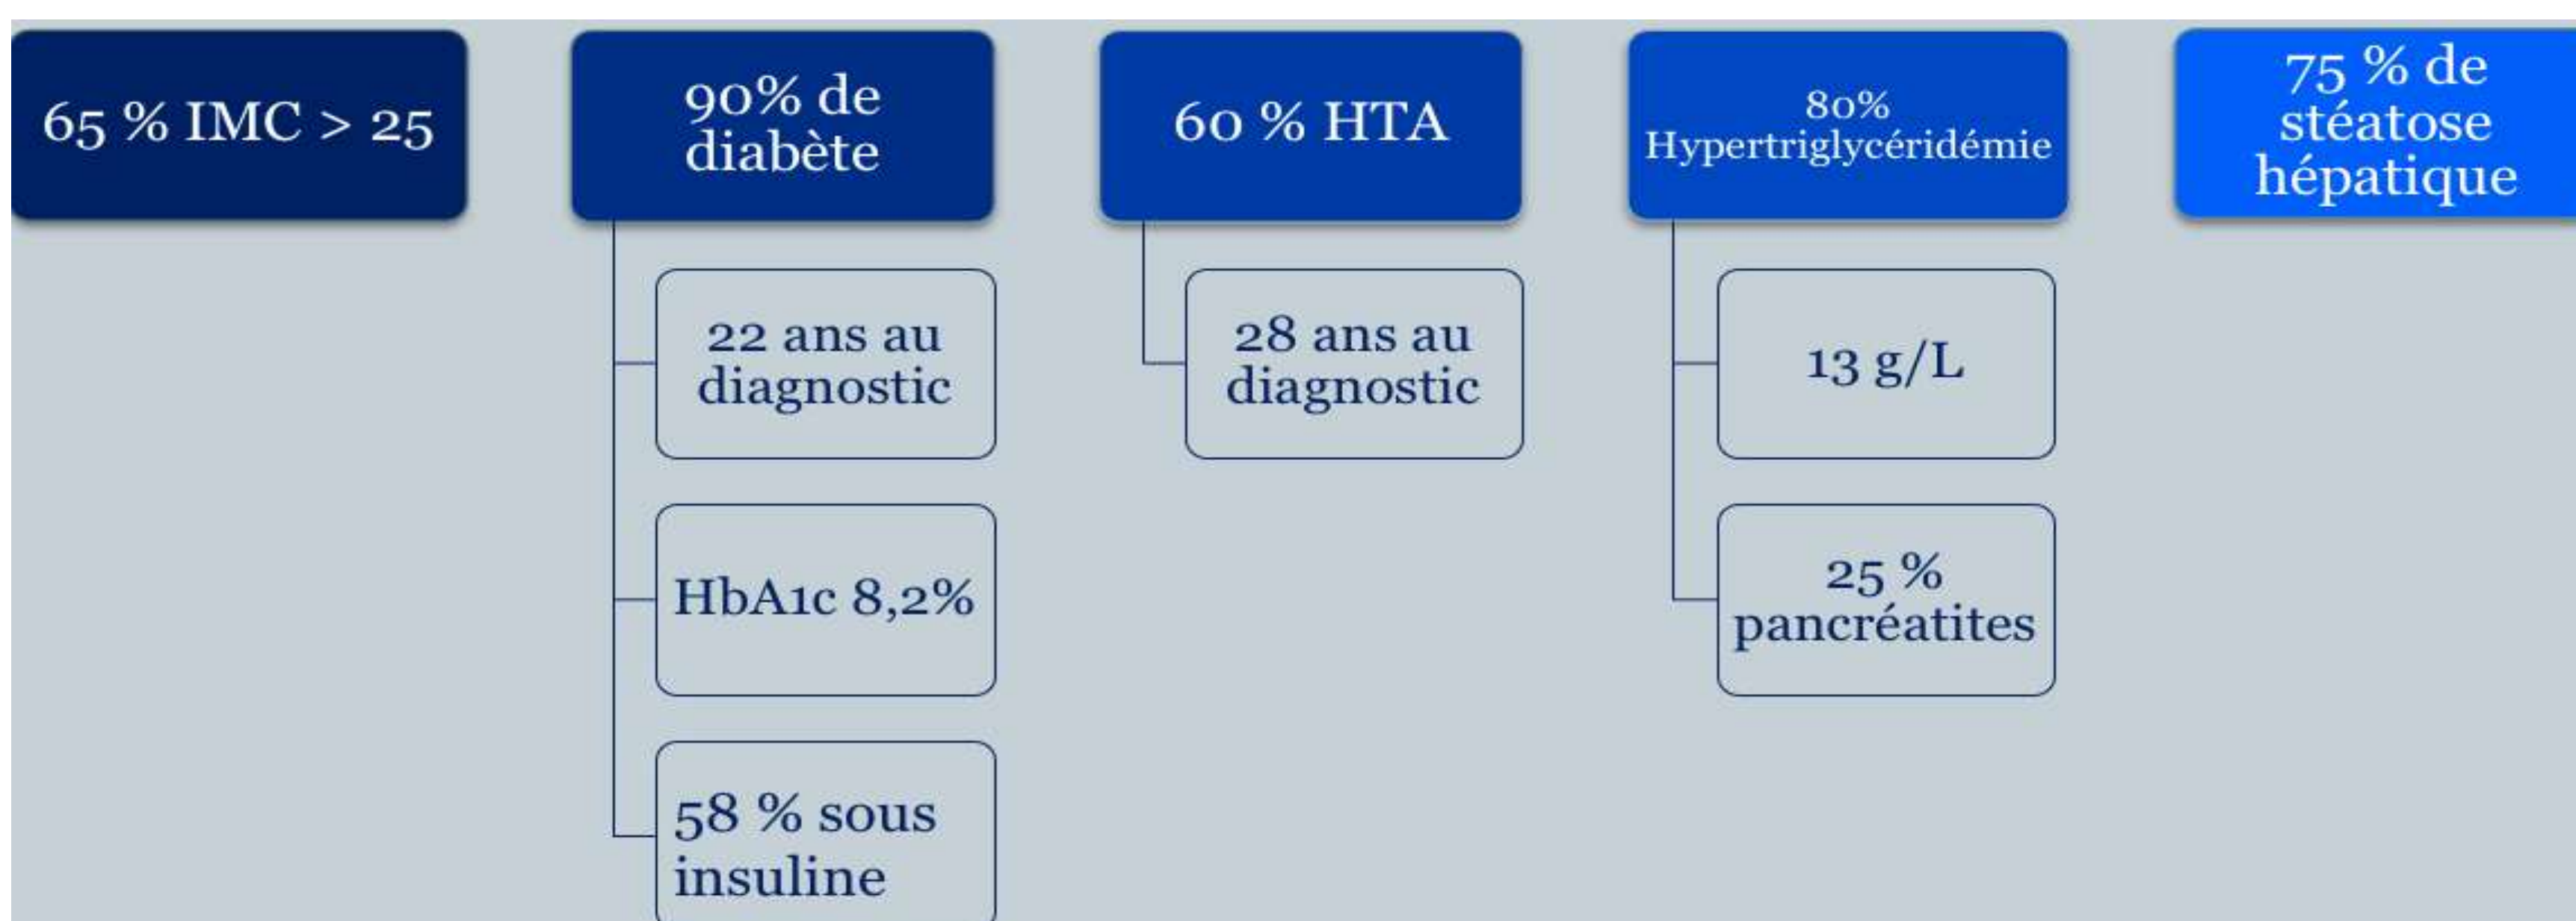 65 % IMC > 25
90% de
diabète
60 % HTA
80%
Hypertriglycéridémie
75 % de
stéatose
hépatique
22 ans au
diagnostic
28 ans au
diagnostic
13 g/L
HbA1c 8,2%
25 %
pancréatites
58 % sous
insuline